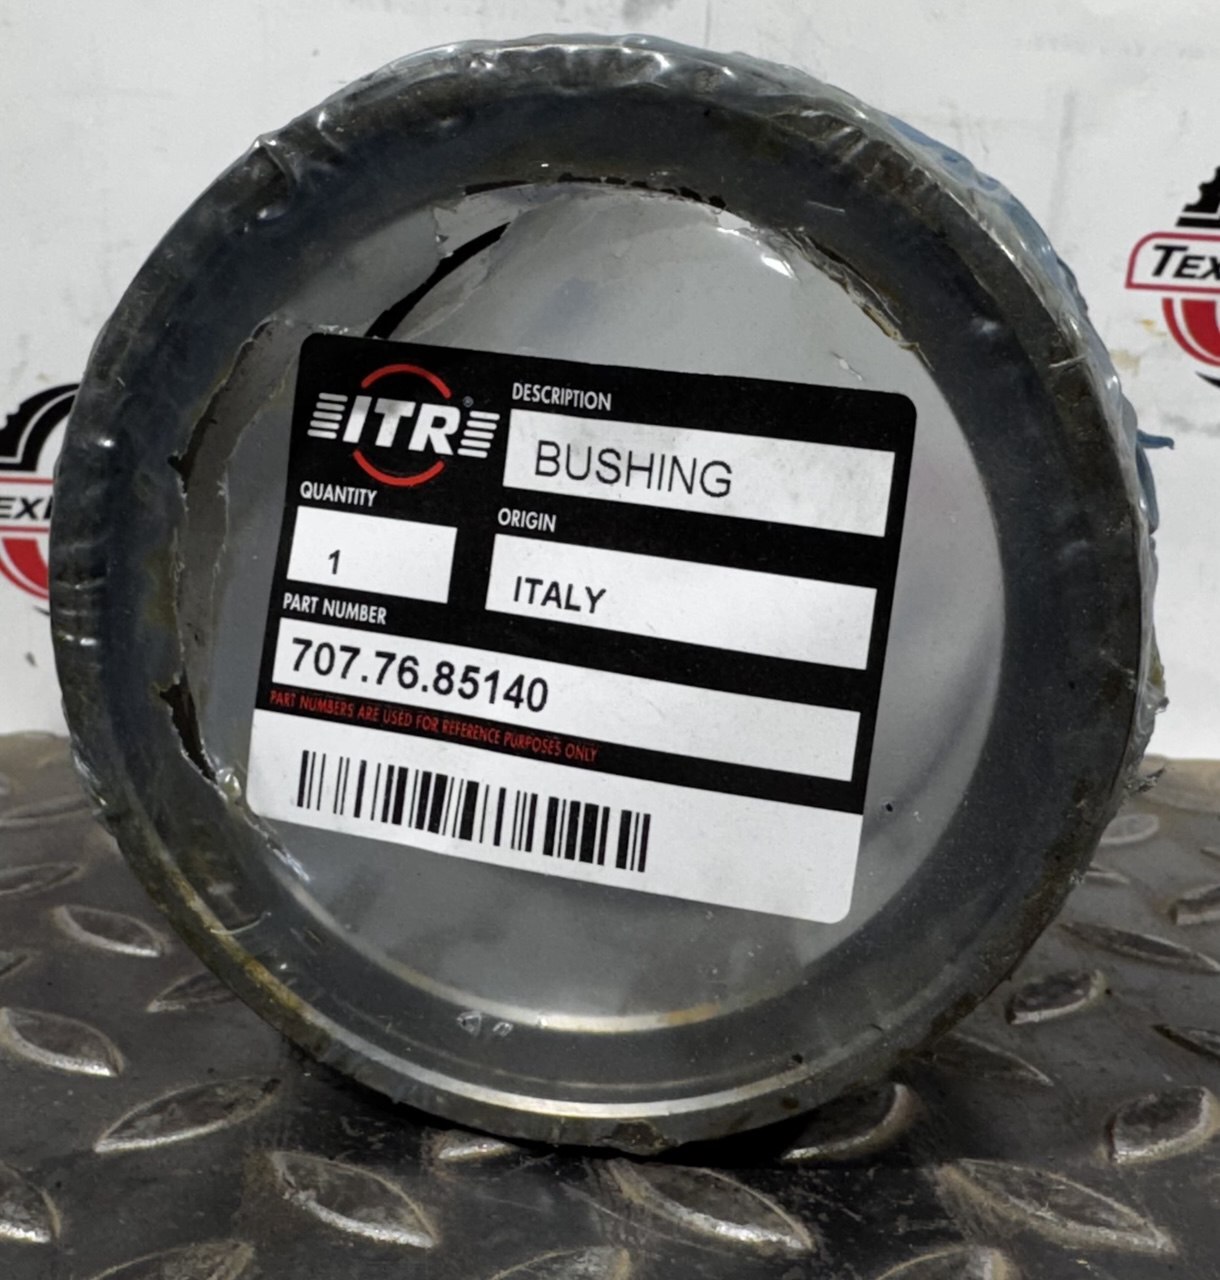 ITR®
DESCRIPTION
BUSHING
QUANTITY
1
ORIGIN
ITALY
PART NUMBER
707.76.85140
PART NUMBERS ARE USED FOR REFERENCE PURPOSES ONLY